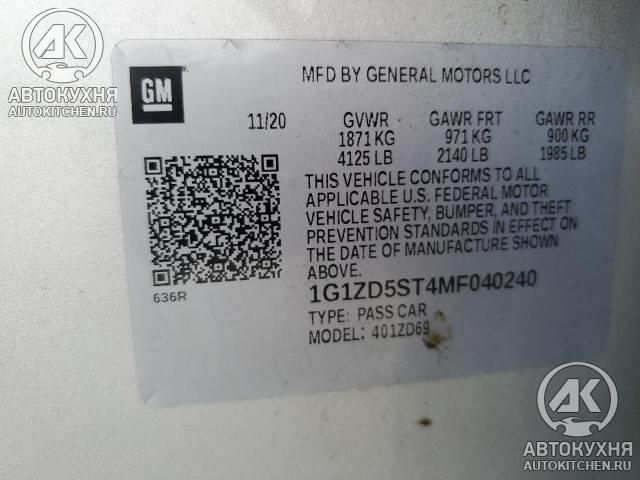 АК
АВТОКУХНЯ
AUTOKITCHEN.RU
GM
MFD BY GENERAL MOTORS LLC
11/20 GVWR GAWR FRT GAWR RR
1871 KG 971 KG 900 KG
4125 LB 2140 LB 1985 LB
THIS VEHICLE CONFORMS TO ALL
APPLICABLE U.S. FEDERAL MOTOR
VEHICLE SAFETY, BUMPER, AND THEFT
PREVENTION STANDARDS IN EFFECT ON
THE DATE OF MANUFACTURE SHOWN
ABOVE.
636R
1G1ZD5ST4MF040240
TYPE: PASS CAR
MODEL: 401ZD69
АК
АВТОКУХНЯ
AUTOKITCHEN.RU